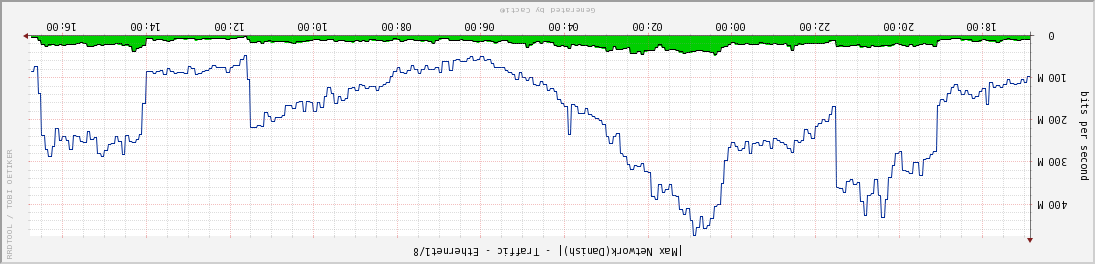 |Max Network(Danish)|| - Traffic - Ethernet1/8
bits per second
400 M
300 M
200 M
100 M
0
18:00 20:00 22:00 00:00 02:00 04:00 06:00 08:00 10:00 12:00 14:00 16:00
Generated by Cacti®
RRDTOOL / TOBI OETIKER